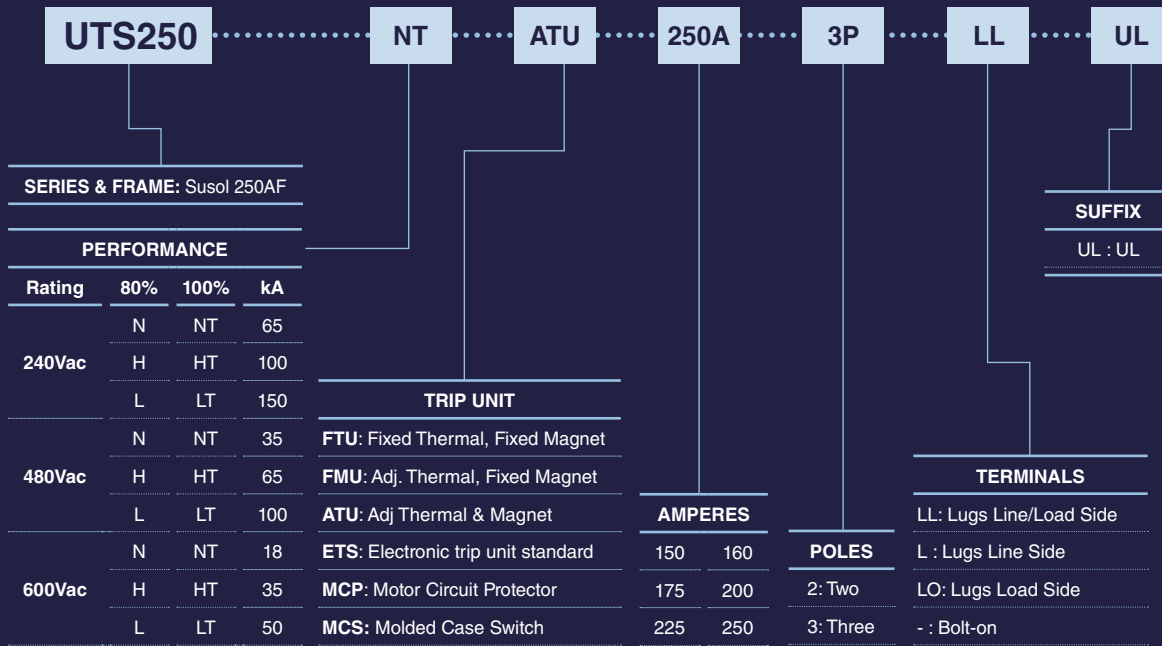 UTS250 NT ATU 250A 3P LL UL
SERIES & FRAME: Susol 250AF
PERFORMANCE
Rating 80% 100% kA
240Vac
N NT 65
H HT 100
L LT 150
480Vac
N NT 35
H HT 65
L LT 100
600Vac
N NT 18
H HT 35
L LT 50
TRIP UNIT
FTU: Fixed Thermal, Fixed Magnet
FMU: Adj. Thermal, Fixed Magnet
ATU: Adj Thermal & Magnet
ETS: Electronic trip unit standard
MCP: Motor Circuit Protector
MCS: Molded Case Switch
AMPERES
150 160
175 200
225 250
POLES
2: Two
3: Three
TERMINALS
LL: Lugs Line/Load Side
L : Lugs Line Side
LO: Lugs Load Side
- : Bolt-on
SUFFIX
UL : UL